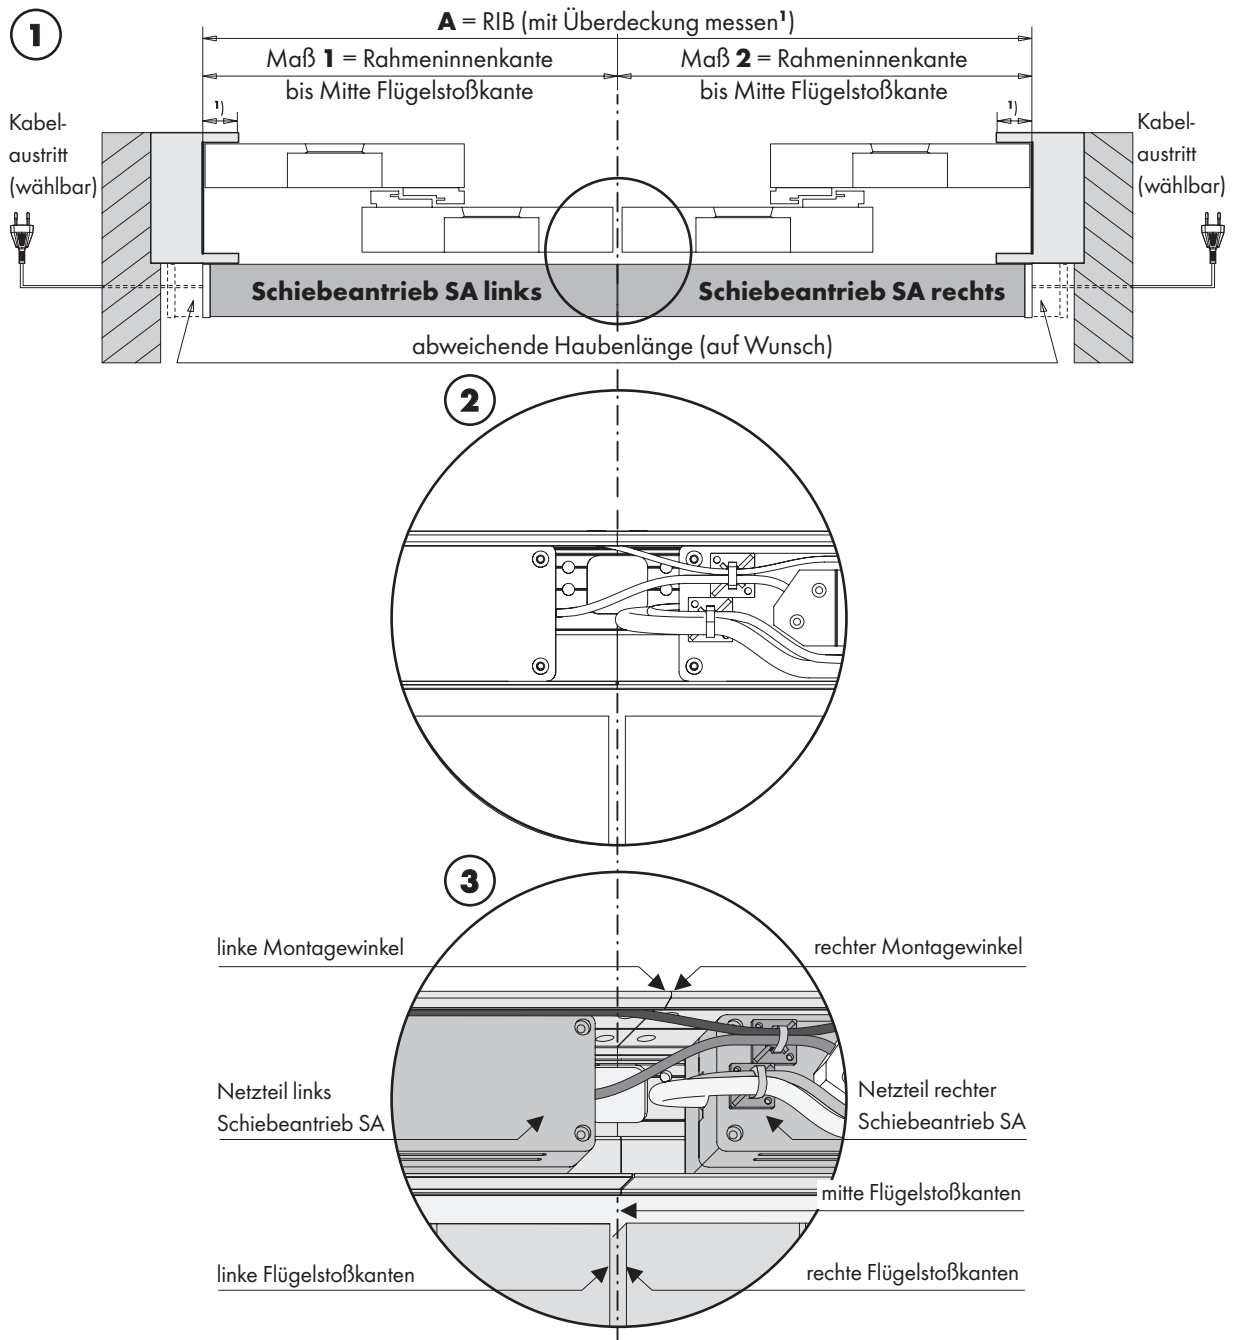 1
A = RIB (mit Überdeckung messen¹)
Maß 1 = Rahmeninnenkante
bis Mitte Flügelstoßkante
Maß 2 = Rahmeninnenkante
bis Mitte Flügelstoßkante
¹)
¹)
Kabel-
austritt
(wählbar)
Kabel-
austritt
(wählbar)
Schiebeantrieb SA links
Schiebeantrieb SA rechts
abweichende Haubenlänge (auf Wunsch)
2
3
linke Montagewinkel
rechter Montagewinkel
Netzteil links
Schiebeantrieb SA
Netzteil rechter
Schiebeantrieb SA
mitte Flügelstoßkanten
linke Flügelstoßkanten
rechte Flügelstoßkanten